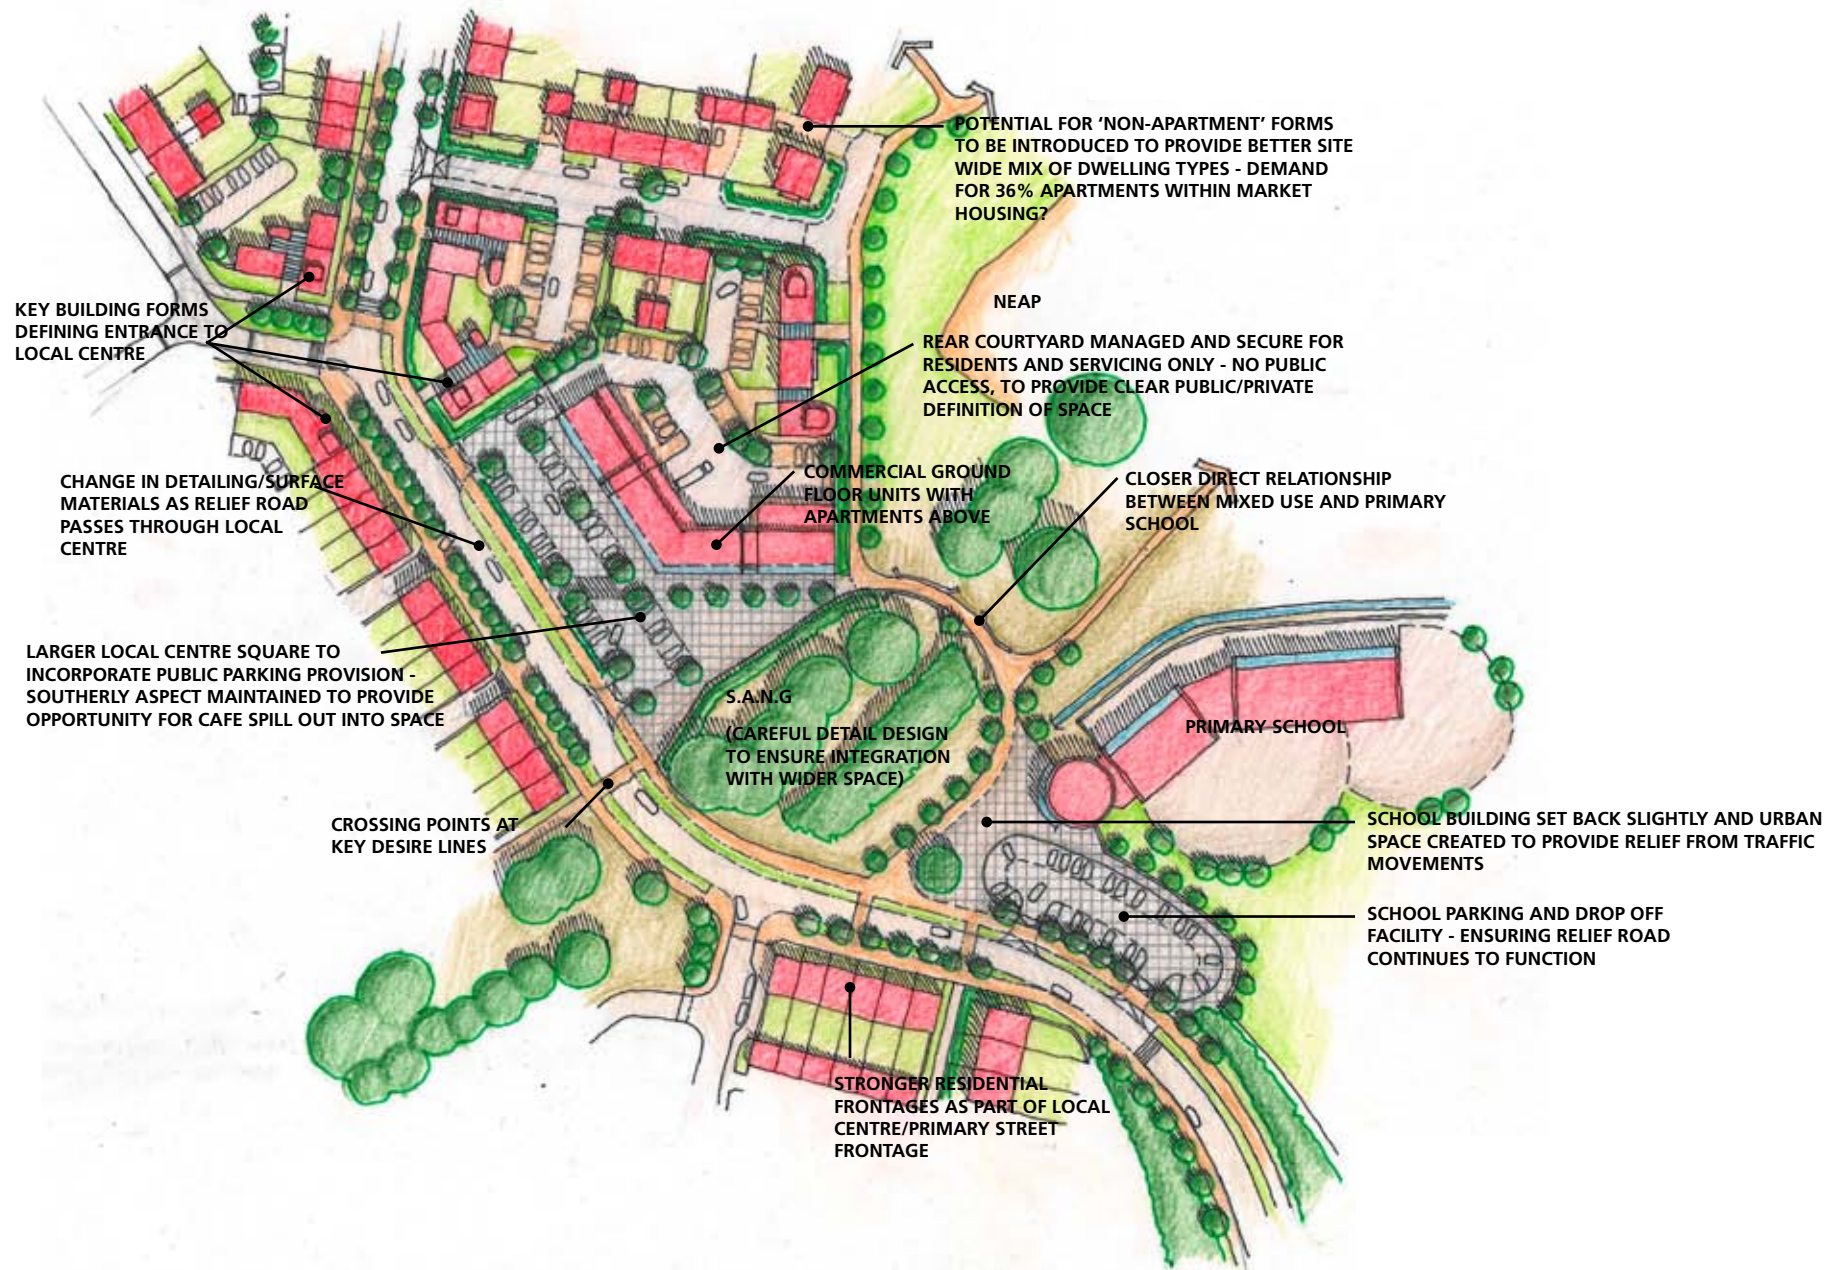 POTENTIAL FOR ‘NON-APARTMENT’ FORMS
TO BE INTRODUCED TO PROVIDE BETTER SITE
WIDE MIX OF DWELLING TYPES - DEMAND
FOR 36% APARTMENTS WITHIN MARKET
HOUSING?
NEAP
KEY BUILDING FORMS
DEFINING ENTRANCE TO
LOCAL CENTRE
REAR COURTYARD MANAGED AND SECURE FOR
RESIDENTS AND SERVICING ONLY - NO PUBLIC
ACCESS, TO PROVIDE CLEAR PUBLIC/PRIVATE
DEFINITION OF SPACE
COMMERCIAL GROUND
FLOOR UNITS WITH
APARTMENTS ABOVE
CLOSER DIRECT RELATIONSHIP
BETWEEN MIXED USE AND PRIMARY
SCHOOL
CHANGE IN DETAILING/SURFACE
MATERIALS AS RELIEF ROAD
PASSES THROUGH LOCAL
CENTRE
LARGER LOCAL CENTRE SQUARE TO
INCORPORATE PUBLIC PARKING PROVISION -
SOUTHERLY ASPECT MAINTAINED TO PROVIDE
OPPORTUNITY FOR CAFE SPILL OUT INTO SPACE
S.A.N.G
(CAREFUL DETAIL DESIGN
TO ENSURE INTEGRATION
WITH WIDER SPACE)
PRIMARY SCHOOL
CROSSING POINTS AT
KEY DESIRE LINES
SCHOOL BUILDING SET BACK SLIGHTLY AND URBAN
SPACE CREATED TO PROVIDE RELIEF FROM TRAFFIC
MOVEMENTS
SCHOOL PARKING AND DROP OFF
FACILITY - ENSURING RELIEF ROAD
CONTINUES TO FUNCTION
STRONGER RESIDENTIAL
FRONTAGES AS PART OF LOCAL
CENTRE/PRIMARY STREET
FRONTAGE